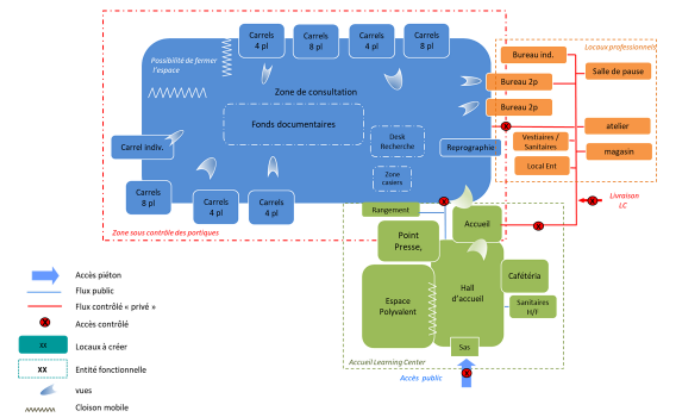 Carrels
4 pl
Carrels
8 pl
Carrels
4 pl
Carrels
8 pl
Locaux professionnels
Possibilité de fermer
l'espace
Bureau ind.
Salle de pause
Zone de consultation
Bureau 2p
Bureau 2p
Fonds documentaires
Desk
Recherche
atelier
Carrel indiv.
Reprographie
Vestiaires /
Sanitaires
magasin
Local Ent
Zone
casiers
Carrels
8 pl
Carrels
4 pl
Carrels
4 pl
Livraison
LC
Rangement
Accueil
Zone sous contrôle des portiques
Point
Presse,
Accès piéton
Flux public
Flux contrôlé « privé »
Accès contrôlé
xx
Locaux à créer
xx
Entité fonctionnelle
vues
Cloison mobile
Cafétéria
Espace
Polyvalent
Hall
d'accueil
Sanitaires
H/F
Sas
Accueil Learning Center
Accès public